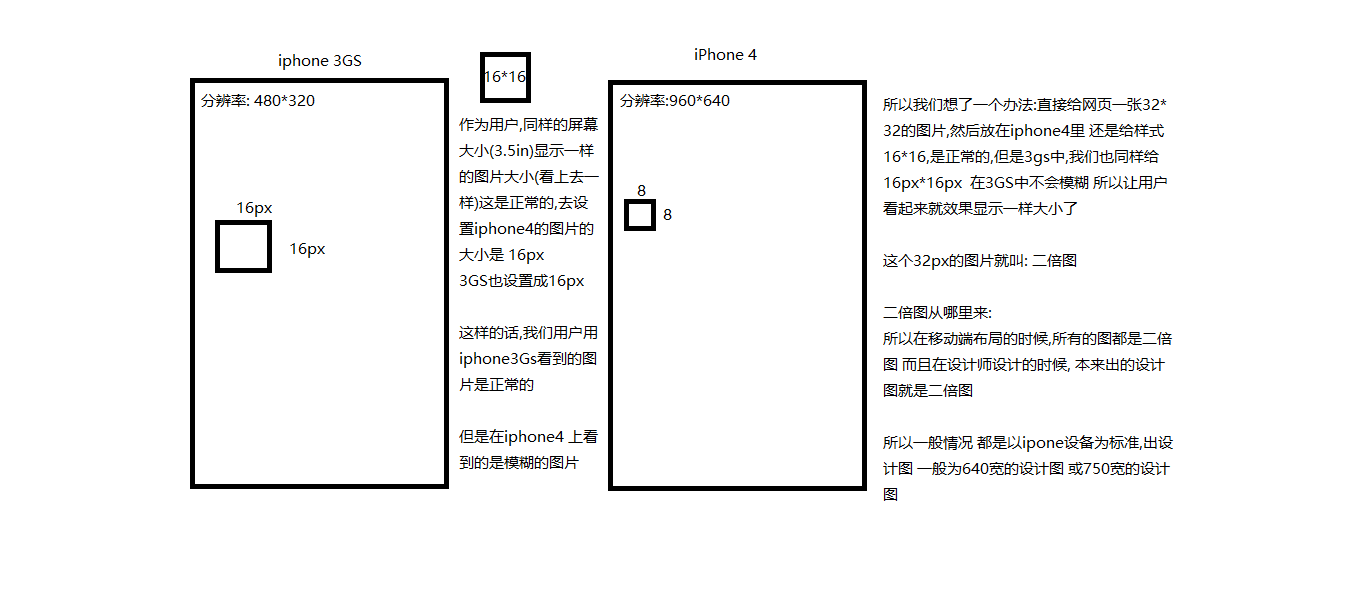 iphone 3GS
分辨率: 480*320
16px
16px
16*16
作为用户,同样的屏幕
大小(3.5in)显示一样
的图片大小(看上去一
样)这是正常的,去设
置iphone4的图片的
大小是 16px
3GS也设置成16px
这样的话,我们用户用
iphone3Gs看到的图
片是正常的
但是在iphone4 上看
到的是模糊的图片
iPhone 4
分辨率:960*640
8
8
所以我们想了一个办法:直接给网页一张32*
32的图片,然后放在iphone4里 还是给样式
16*16,是正常的,但是3gs中,我们也同样给
16px*16px  在3GS中不会模糊 所以让用户
看起来就效果显示一样大小了
这个32px的图片就叫: 二倍图
二倍图从哪里来:
所以在移动端布局的时候,所有的图都是二倍
图 而且在设计师设计的时候, 本来出的设计
图就是二倍图
所以一般情况 都是以ipone设备为标准,出设
计图 一般为640宽的设计图 或750宽的设计
图